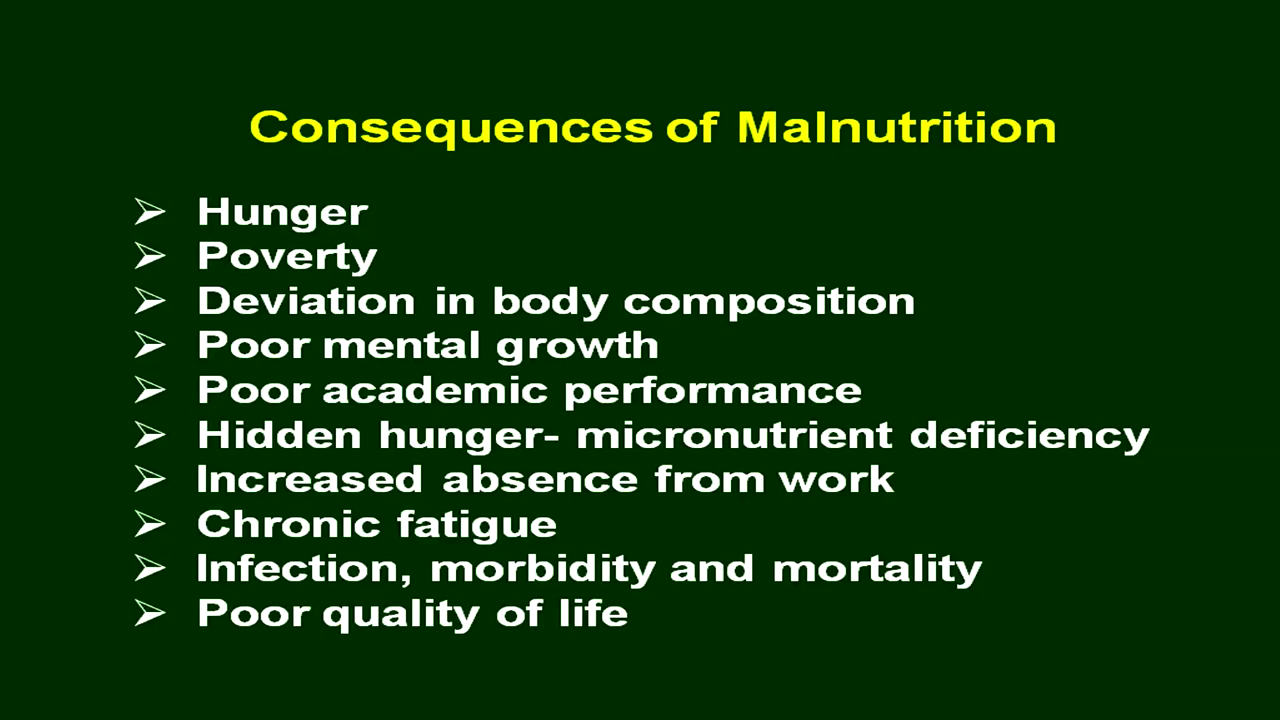 Consequences of Malnutrition
➢ Hunger
➢ Poverty
➢ Deviation in body composition
➢ Poor mental growth
➢ Poor academic performance
➢ Hidden hunger- micronutrient deficiency
➢ Increased absence from work
➢ Chronic fatigue
➢ Infection, morbidity and mortality
➢ Poor quality of life